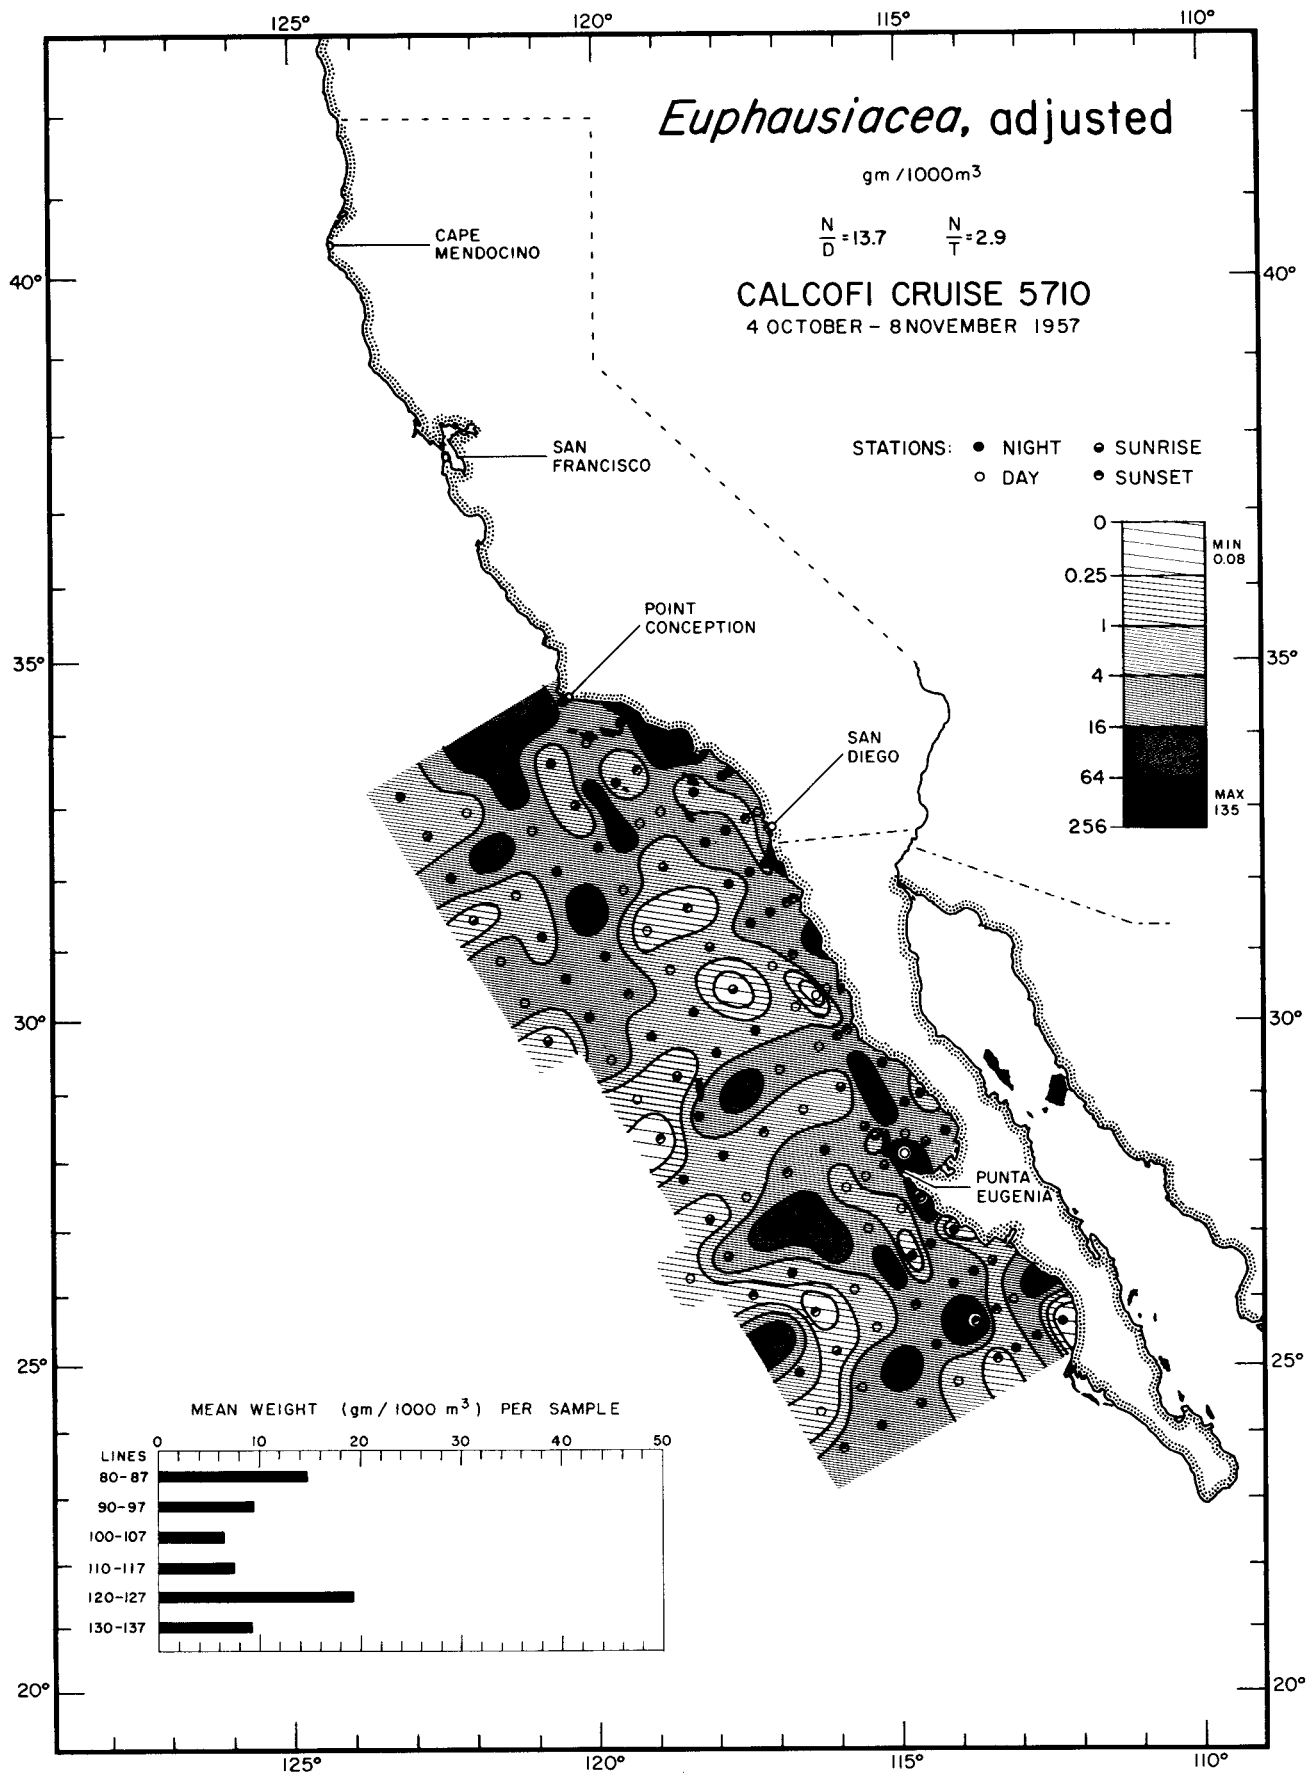 125° 120° 115° 110°
Euphausiacea, adjusted
gm/1000m³
N/D=13.7 N/T=2.9
CALCOFI CRUISE 5710
4 OCTOBER – 8 NOVEMBER 1957
CAPE
MENDOCINO
40° 40°
STATIONS: NIGHT SUNRISE
DAY SUNSET
SAN
FRANCISCO
0
MIN
0.08
0.25
1
4
16
64
MAX
135
256
POINT
CONCEPTION
35° 35°
SAN
DIEGO
30° 30°
PUNTA
EUGENIA
25° 25°
MEAN WEIGHT (gm/1000 m³) PER SAMPLE
0 10 20 30 40 50
LINES
80-87
90-97
100-107
110-117
120-127
130-137
20° 20°
125° 120° 115° 110°